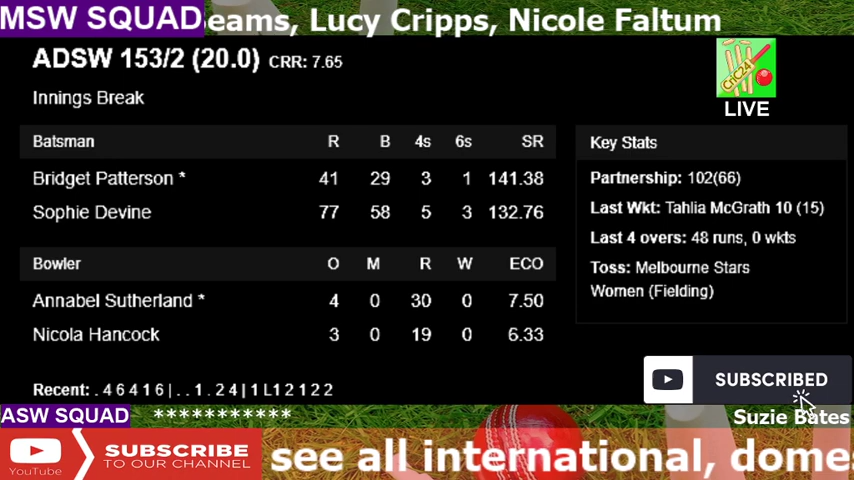 MSW SQUAD eams, Lucy Cripps, Nicole Faltum
ADSW 153/2 (20.0) CRR: 7.65
Innings Break
CriC24
LIVE
Batsman R B 4s 6s SR
Bridget Patterson * 41 29 3 1 141.38
Sophie Devine 77 58 5 3 132.76
Bowler O M R W ECO
Annabel Sutherland * 4 0 30 0 7.50
Nicola Hancock 3 0 19 0 6.33
Recent: . 4 6 4 1 6 | . . 1 . 2 4 | 1 L1 2 1 2 2
Key Stats
Partnership: 102(66)
Last Wkt: Tahlia McGrath 10 (15)
Last 4 overs: 48 runs, 0 wkts
Toss: Melbourne Stars
Women (Fielding)
SUBSCRIBED
ASW SQUAD *********** Suzie Bates
YouTube
SUBSCRIBE
TO OUR CHANNEL
see all international, domes